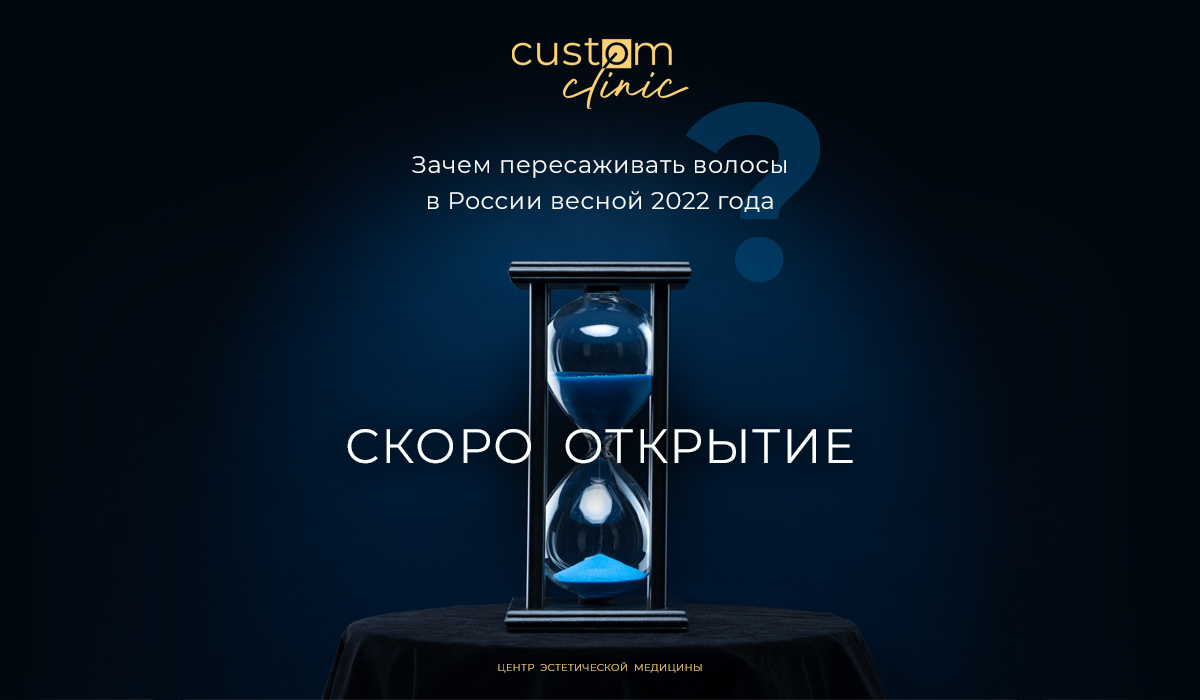 custom
clinic
Зачем пересаживать волосы
в России весной 2022 года
?
СКОРО ОТКРЫТИЕ
ЦЕНТР ЭСТЕТИЧЕСКОЙ МЕДИЦИНЫ